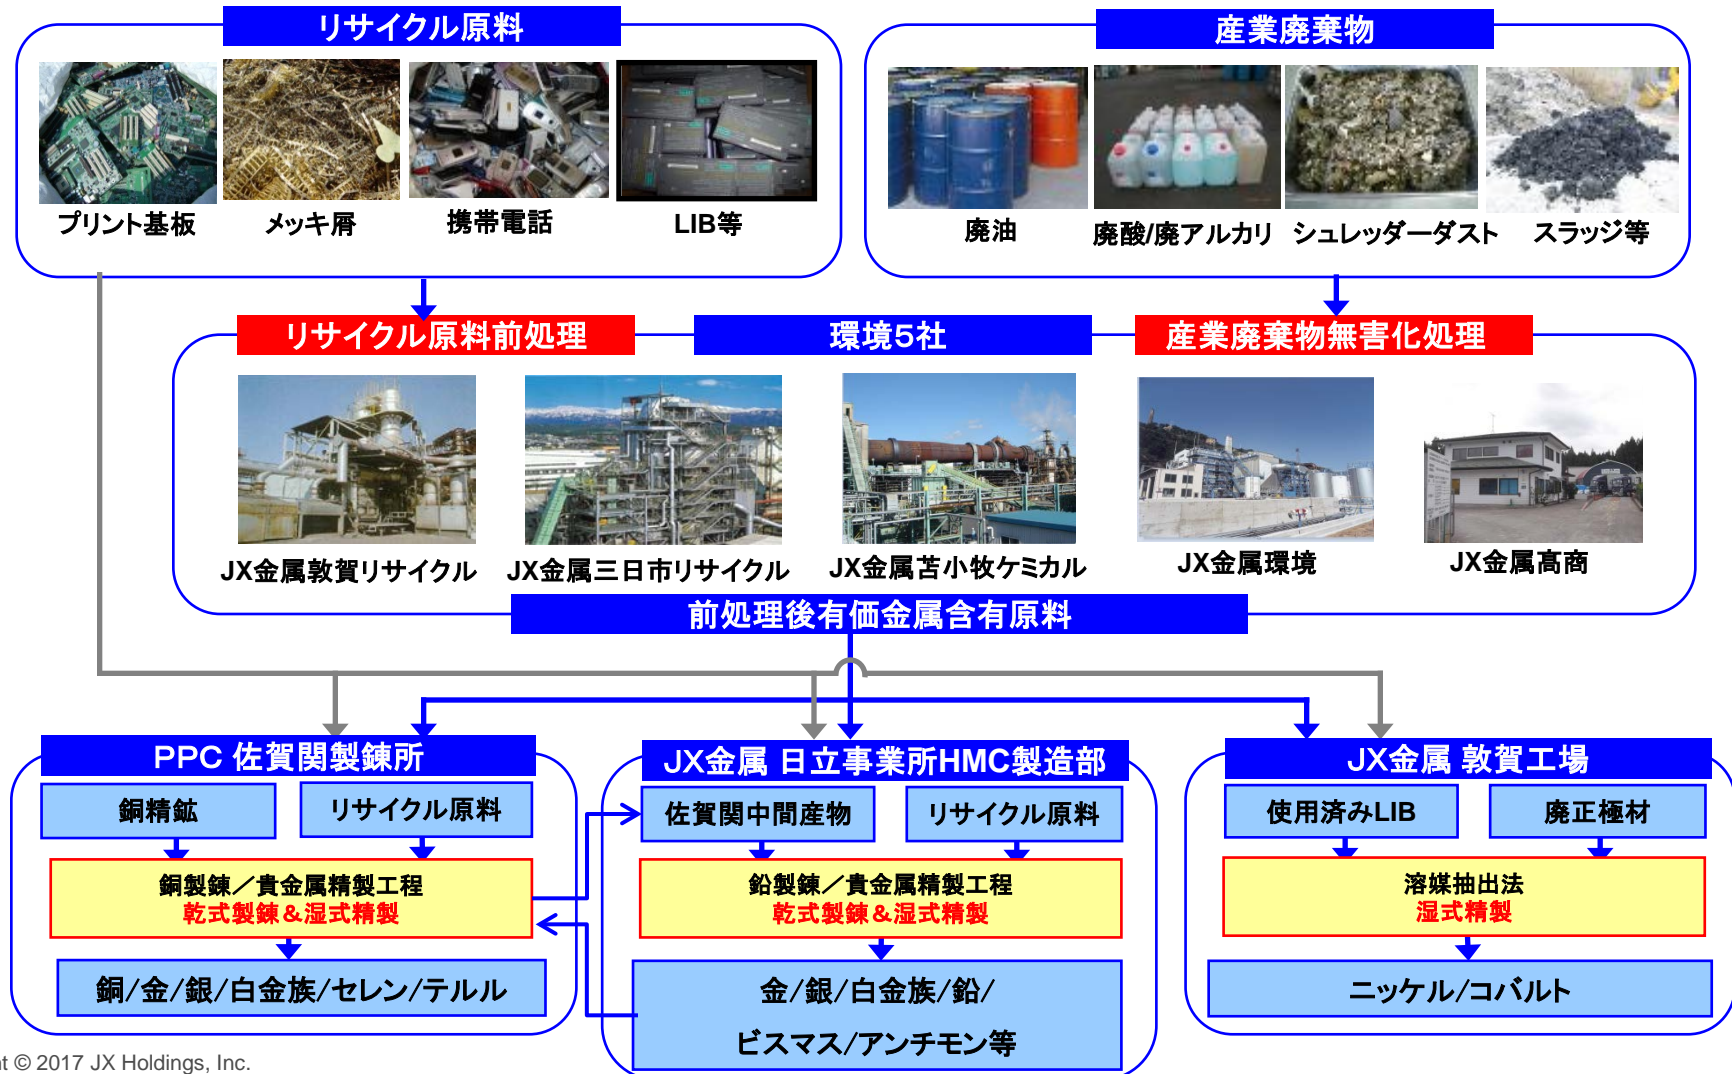 リサイクル原料
産業廃棄物
プリント基板
メッキ屑
携帯電話
LIB等
廃油
廃酸/廃アルカリ
シュレッダーダスト
スラッジ等
リサイクル原料前処理
環境5社
産業廃棄物無害化処理
JX金属敦賀リサイクル
JX金属三日市リサイクル
JX金属苫小牧ケミカル
JX金属環境
JX金属髙商
前処理後有価金属含有原料
PPC 佐賀関製錬所
JX金属 日立事業所HMC製造部
JX金属 敦賀工場
銅精鉱
リサイクル原料
佐賀関中間産物
リサイクル原料
使用済みLIB
廃正極材
銅製錬/貴金属精製工程
乾式製錬&湿式精製
鉛製錬/貴金属精製工程
乾式製錬&湿式精製
溶媒抽出法
湿式精製
銅/金/銀/白金族/セレン/テルル
金/銀/白金族/鉛/
ビスマス/アンチモン等
ニッケル/コバルト
nt © 2017 JX Holdings, Inc.